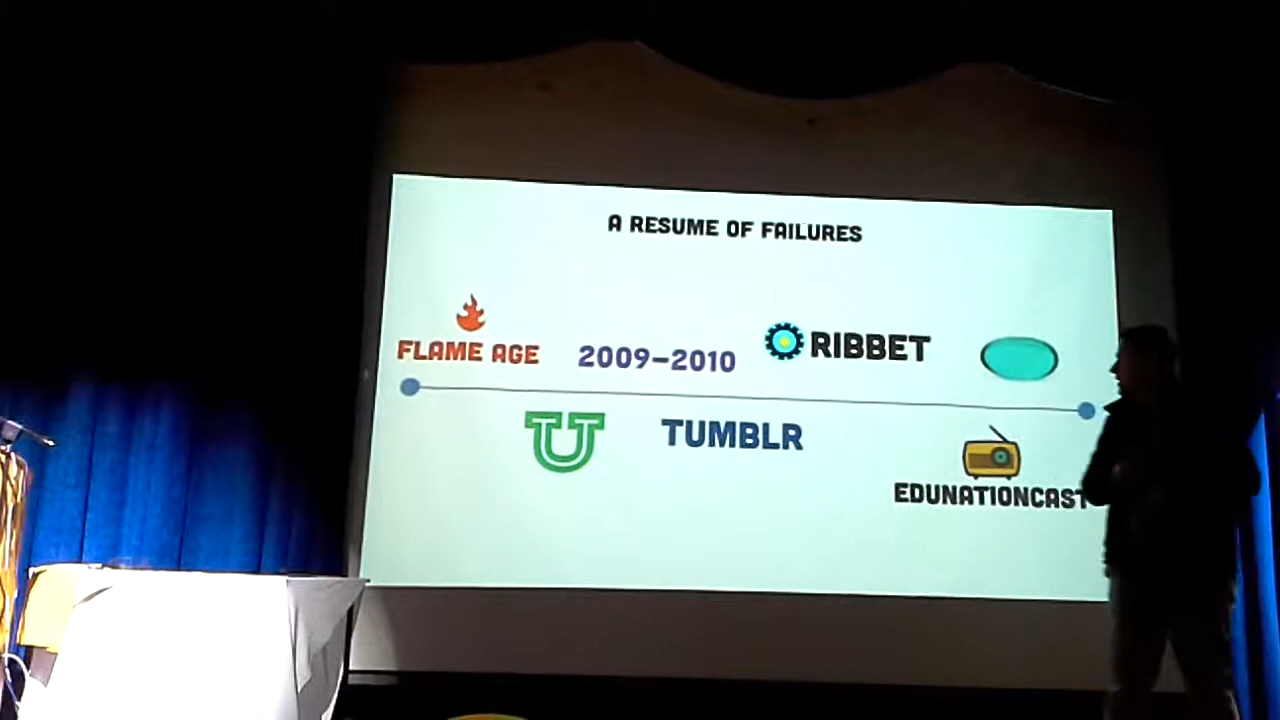 A RESUME OF FAILURES
FLAME AGE
2009-2010
RIBBET
U
TUMBLR
EDUNATIONCAST